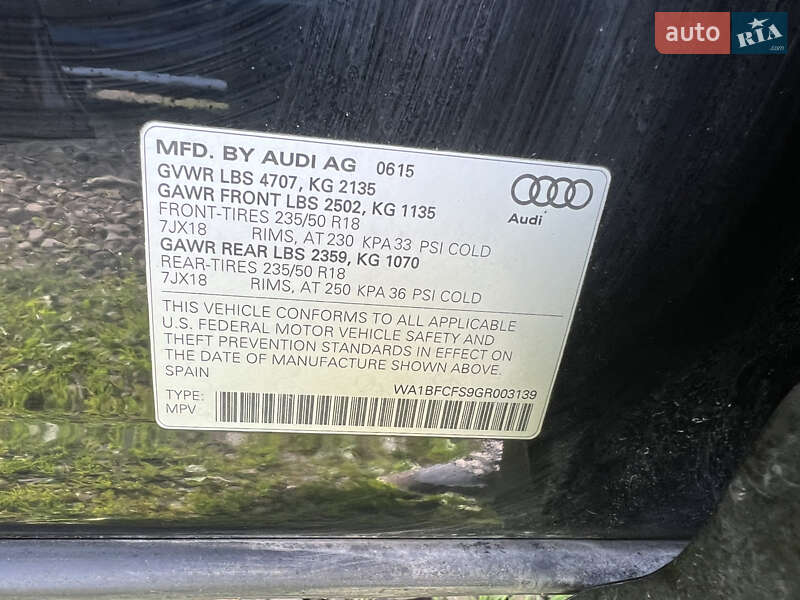 auto RIA .com
MFD. BY AUDI AG 0615
GVWR LBS 4707, KG 2135
GAWR FRONT LBS 2502, KG 1135
FRONT-TIRES 235/50 R18
7JX18 RIMS, AT 230 KPA 33 PSI COLD
GAWR REAR LBS 2359, KG 1070
REAR-TIRES 235/50 R18
7JX18 RIMS, AT 250 KPA 36 PSI COLD
Audi
THIS VEHICLE CONFORMS TO ALL APPLICABLE
U.S. FEDERAL MOTOR VEHICLE SAFETY AND
THEFT PREVENTION STANDARDS IN EFFECT ON
THE DATE OF MANUFACTURE SHOWN ABOVE.
SPAIN
WA1BFCFS9GR003139
TYPE:
MPV